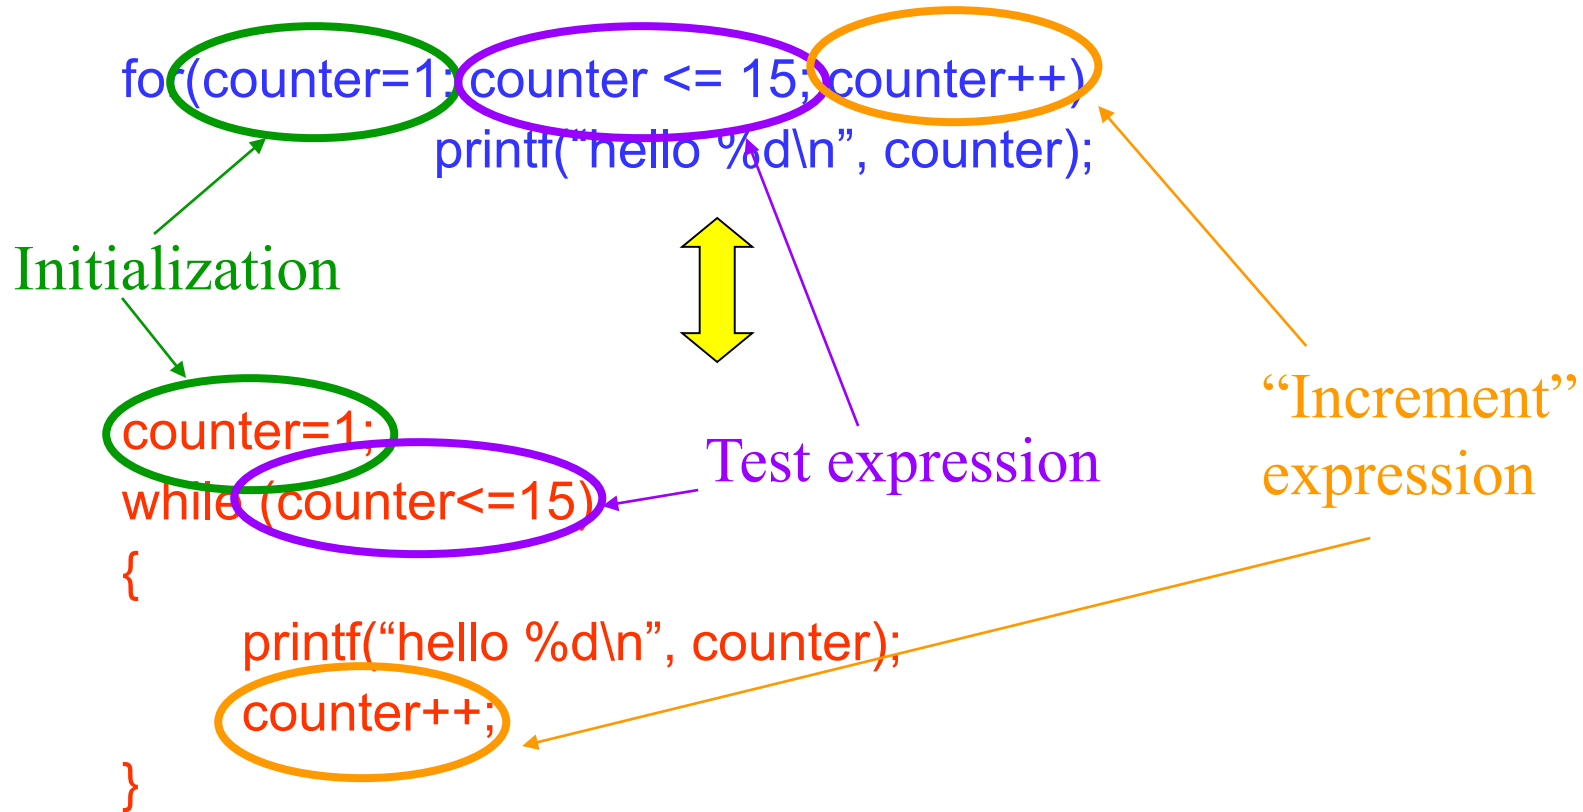 for(counter=1; counter <= 15; counter++)
printf(“hello %d\n”, counter);
Initialization
counter=1;
while (counter<=15)
{
printf(“hello %d\n”, counter);
counter++;
}
Test expression
“Increment”
expression